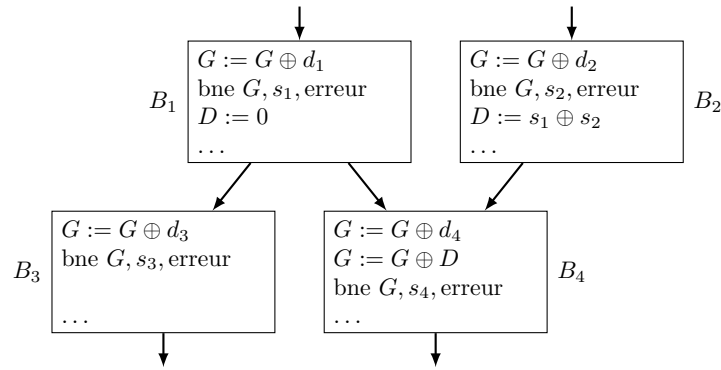 B₁
G := G ⊕ d₁
bne G, s₁, erreur
D := 0
...
G := G ⊕ d₂
bne G, s₂, erreur
D := s₁ ⊕ s₂
...
B₂
B₃
G := G ⊕ d₃
bne G, s₃, erreur
...
G := G ⊕ d₄
G := G ⊕ D
bne G, s₄, erreur
...
B₄